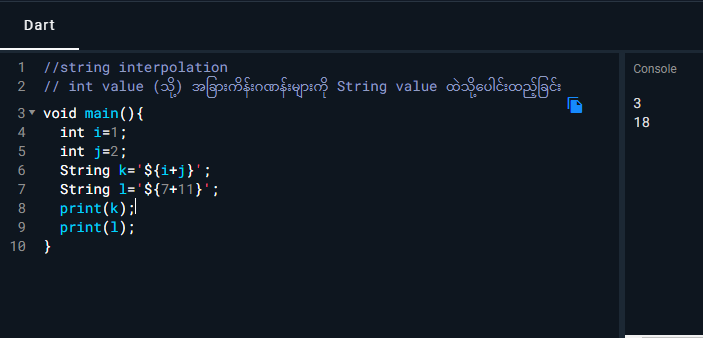 Dart
1 //string interpolation
2 // int value (သို့) အခြားကိန်းဂဏန်းများကို String value ထဲသို့ပေါင်းထည့်ခြင်း
3 void main(){
4 int i=1;
5 int j=2;
6 String k='${i+j}';
7 String l='${7+11}';
8 print(k);
9 print(l);
10 }
Console
3
18